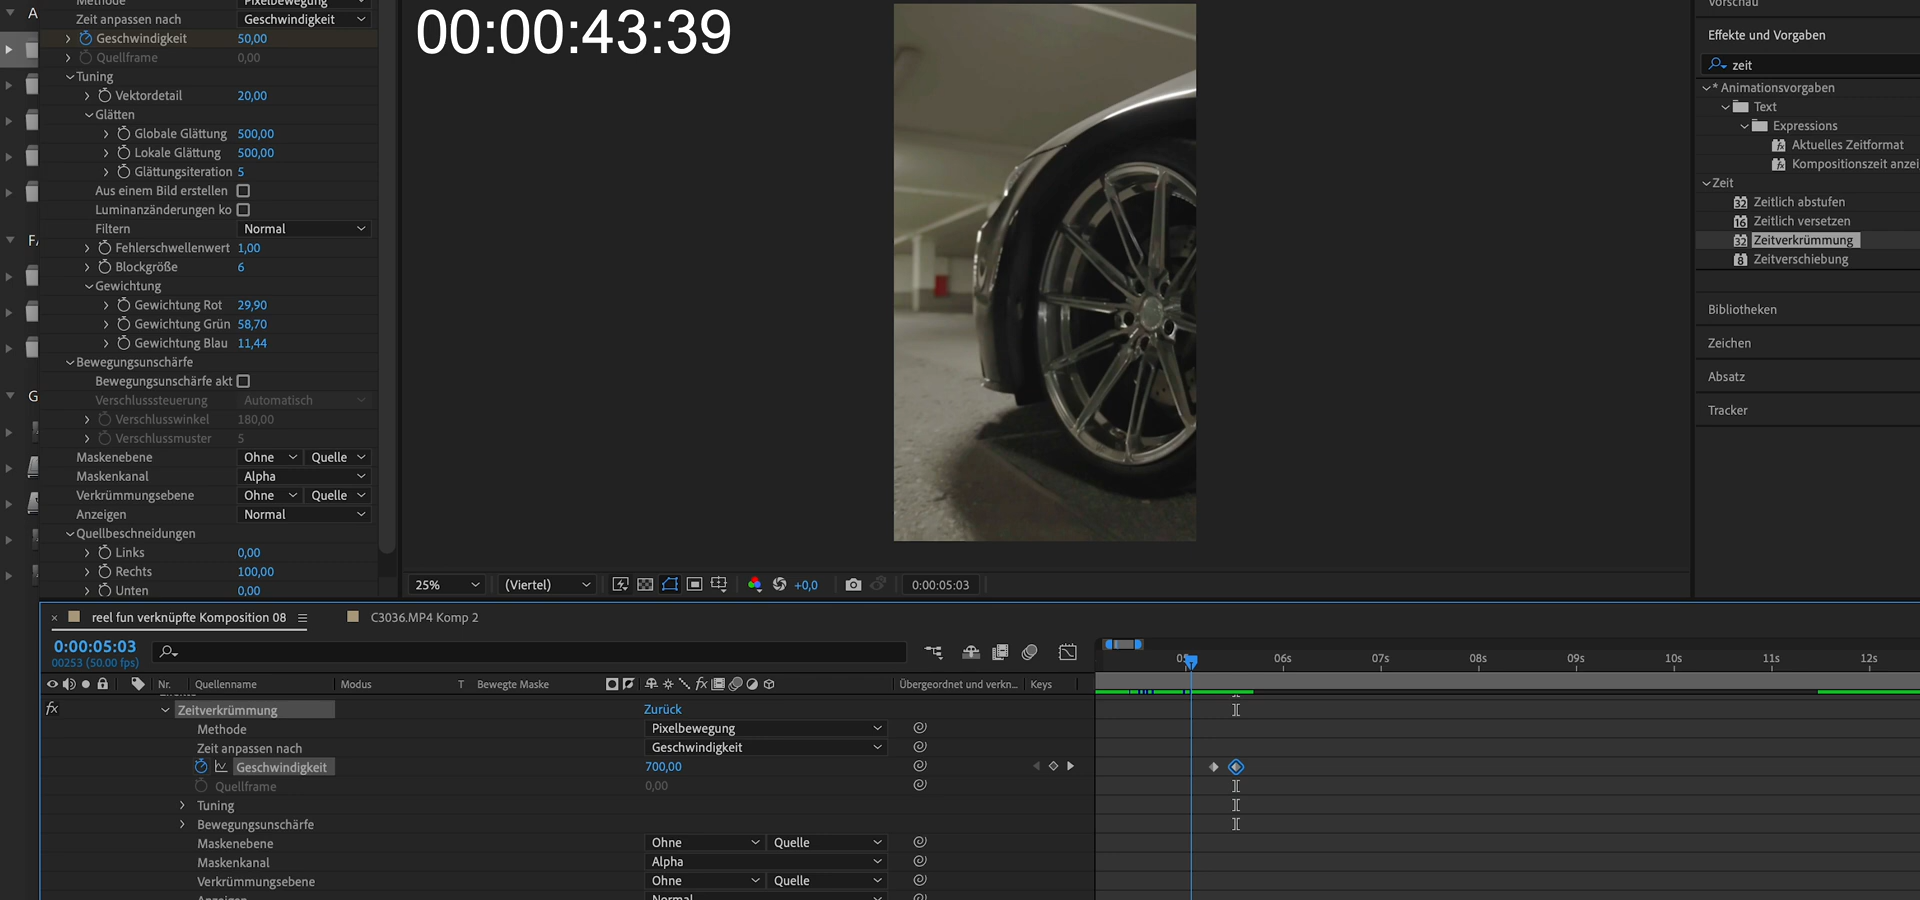 Methode
Pixelbewegung
Zeit anpassen nach
Geschwindigkeit
Geschwindigkeit
50,00
Quellframe
0,00
Tuning
Vektordetail
20,00
Glätten
Globale Glättung
500,00
Lokale Glättung
500,00
Glättungsiteration
5
Aus einem Bild erstellen
Luminanzänderungen ko
Filtern
Normal
Fehlerschwellenwert
1,00
Blockgröße
6
Gewichtung
Gewichtung Rot
29,90
Gewichtung Grün
58,70
Gewichtung Blau
11,44
Bewegungsunschärfe
Bewegungsunschärfe akt
Verschlusssteuerung
Automatisch
Verschlusswinkel
180,00
Verschlussmuster
5
Maskenebene
Ohne
Quelle
Maskenkanal
Alpha
Verkrümmungsebene
Ohne
Quelle
Anzeigen
Normal
Quellbeschneidungen
Links
0,00
Rechts
100,00
Unten
0,00
A
FA
G
00:00:43:39
25%
(Viertel)
+0,0
0:00:05:03
Vorschau
Effekte und Vorgaben
zeit
* Animationsvorgaben
Text
Expressions
Aktuelles Zeitformat
Kompositionszeit anzei
Zeit
32 Zeitlich abstufen
16 Zeitlich versetzen
32 Zeitverkrümmung
8 Zeitverschiebung
Bibliotheken
Zeichen
Absatz
Tracker
× reel fun verknüpfte Komposition 08
C3036.MP4 Komp 2
0:00:05:03
00253 (50.00 fps)
Nr.
Quellenname
Modus
T
Bewegte Maske
fx
Übergeordnet und verkn...
Keys
06s
07s
08s
09s
10s
11s
12s
fx
Zeitverkrümmung
Zurück
Methode
Pixelbewegung
Zeit anpassen nach
Geschwindigkeit
Geschwindigkeit
700,00
Quellframe
0,00
Tuning
Bewegungsunschärfe
Maskenebene
Ohne
Quelle
Maskenkanal
Alpha
Verkrümmungsebene
Ohne
Quelle
Anzeigen
Normal